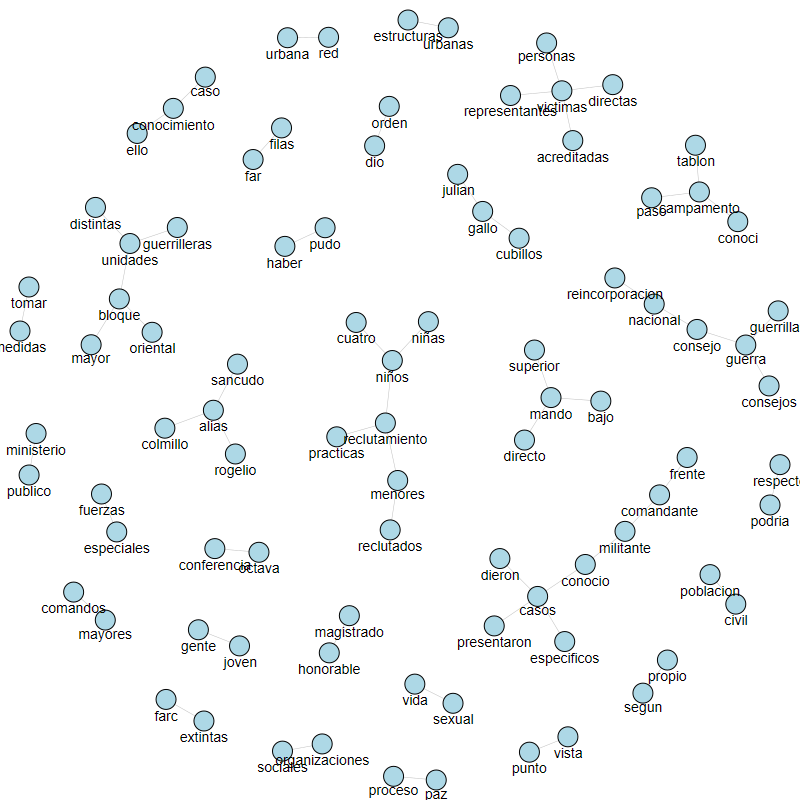 estructuras
urbanas
urbana
red
personas
caso
representantes
victimas
directas
conocimiento
orden
ello
filas
dio
acreditadas
far
tablon
julian
paso
campamento
conoci
distintas
gallo
unidades
guerrilleras
haber
pudo
cubillos
reincorporacion
tomar
nacional
bloque
guerrilla
medidas
cuatro
niñas
consejo
guerra
mayor
oriental
superior
niños
sancudo
consejos
mando
bajo
alias
colmillo
practicas
reclutamiento
directo
ministerio
rogelio
frente
publico
menores
respecto
fuerzas
comandante
podria
especiales
reclutados
militante
conferencia
octava
dieron
conocio
poblacion
comandos
casos
civil
mayores
gente
joven
magistrado
presentaron
especificos
honorable
propio
segun
farc
extintas
vida
sexual
sociales
organizaciones
punto
vista
proceso
paz